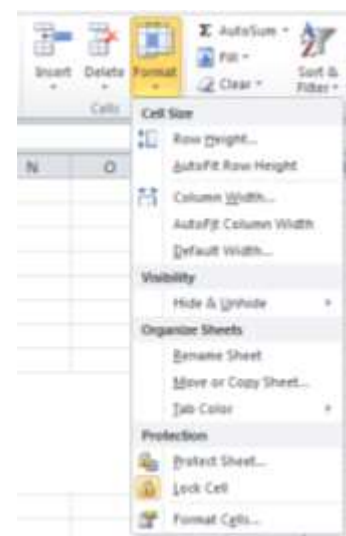 Insert Delete Format
Σ AutoSum
Fill
Clear
Sort &
Filter
Cells
N O
Cell Size
Row Height...
AutoFit Row Height
Column Width...
AutoFit Column Width
Default Width...
Visibility
Hide & Unhide
Organize Sheets
Rename Sheet
Move or Copy Sheet...
Tab Color
Protection
Protect Sheet...
Lock Cell
Format Cells...